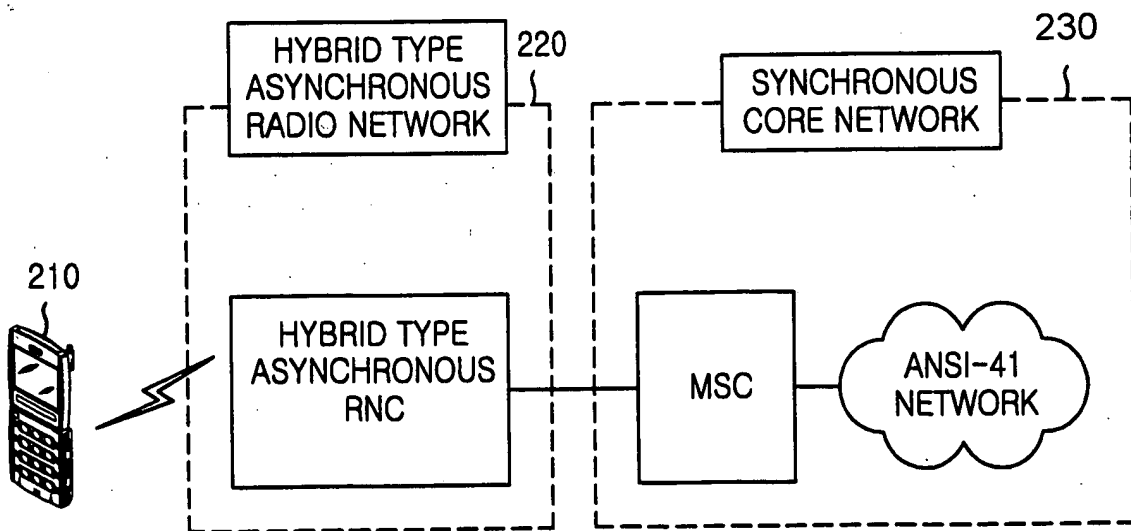 HYBRID TYPE
ASYNCHRONOUS
RADIO NETWORK
220
SYNCHRONOUS
CORE NETWORK
230
210
HYBRID TYPE
ASYNCHRONOUS
RNC
MSC
ANSI-41
NETWORK